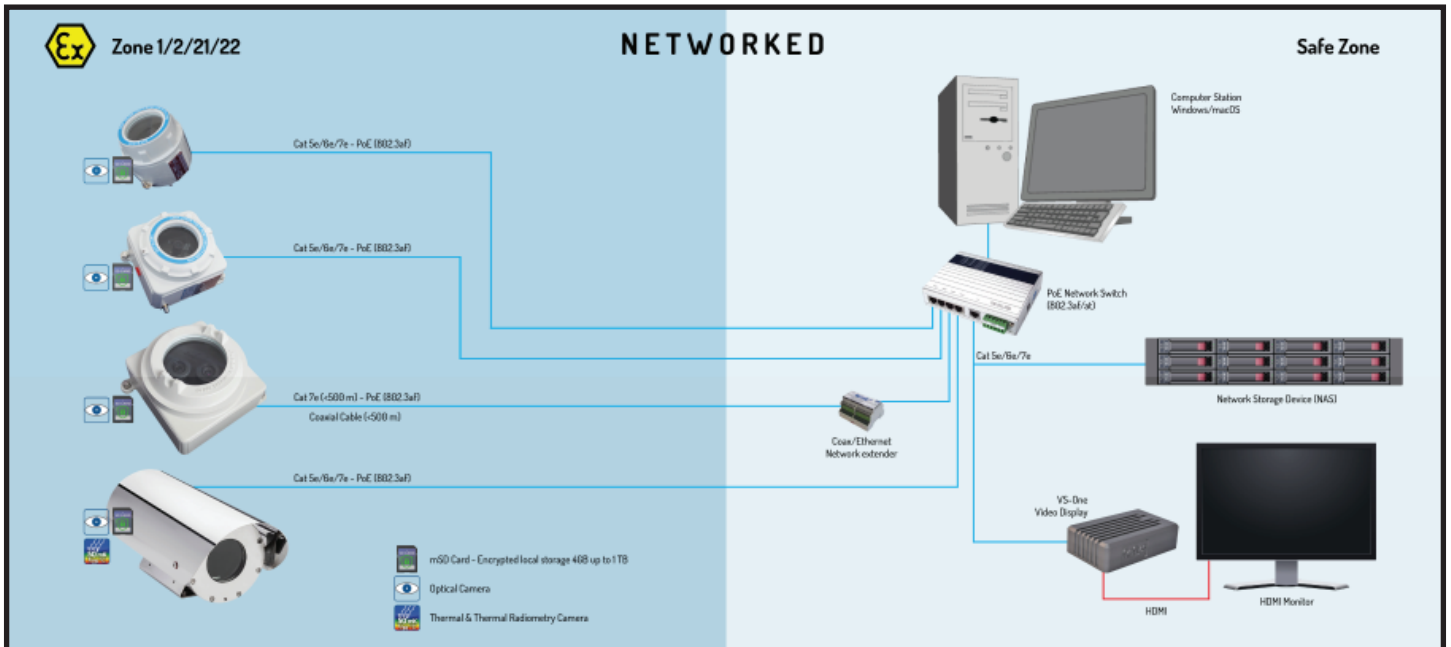 Ex
Zone 1/2/21/22
NETWORKED
Safe Zone
Computer Station
Windows/macOS
Cat 5e/6e/7e - PoE (802.3af)
Cat 5e/6e/7e - PoE (802.3af)
PoE Network Switch
(802.3af/at)
Cat 5e/6e/7e
Network Storage Device (NAS)
Cat 7e (<500 m) - PoE (802.3af)
Coaxial Cable (<500 m)
Coax/Ethernet
Network extender
Cat 5e/6e/7e - PoE (802.3af)
VS-One
Video Display
HDMI
HDMI Monitor
mSD Card - Encrypted local storage 4GB up to 1 TB
Optical Camera
Thermal & Thermal Radiometry Camera